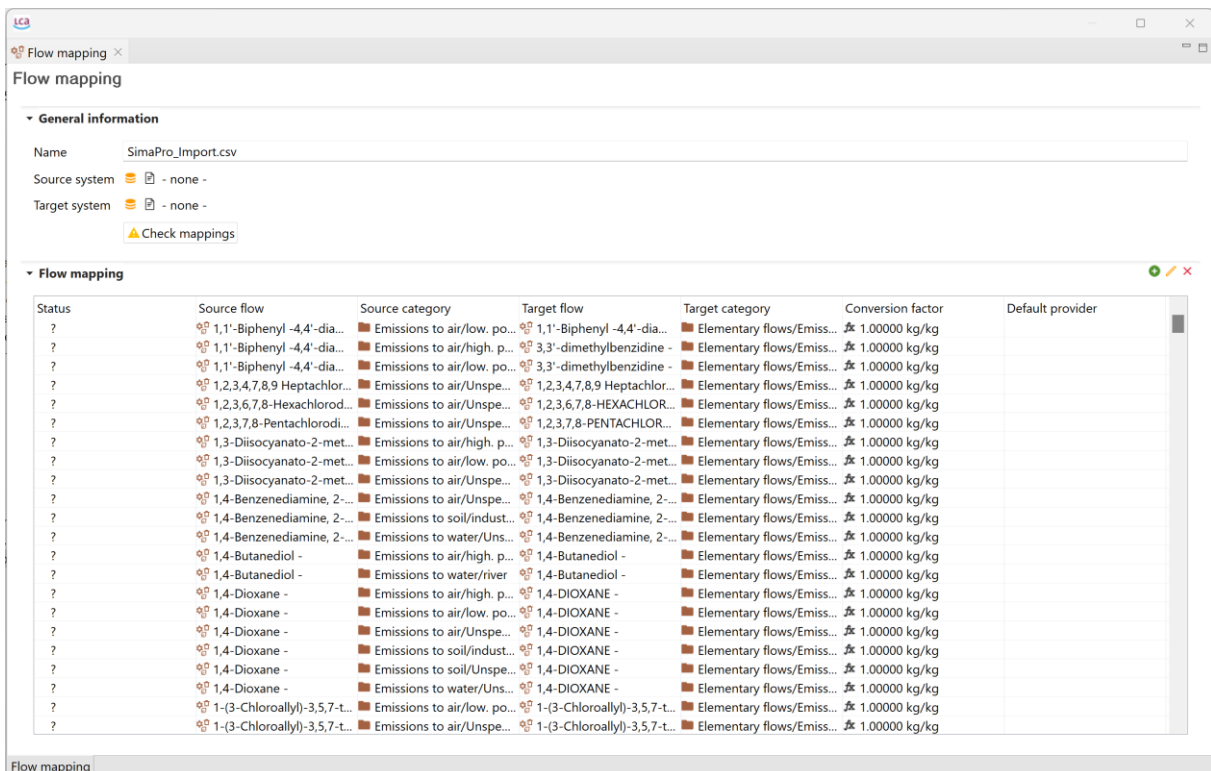 LCA
Flow mapping
Flow mapping
General information
Name SimaPro_Import.csv
Source system - none -
Target system - none -
Check mappings
Flow mapping
Status Source flow Source category Target flow Target category Conversion factor Default provider
? 1,1'-Biphenyl -4,4'-dia... Emissions to air/low. po... 1,1'-Biphenyl -4,4'-dia... Elementary flows/Emiss... fx 1.00000 kg/kg
? 1,1'-Biphenyl -4,4'-dia... Emissions to air/high. p... 3,3'-dimethylbenzidine - Elementary flows/Emiss... fx 1.00000 kg/kg
? 1,1'-Biphenyl -4,4'-dia... Emissions to air/low. po... 3,3'-dimethylbenzidine - Elementary flows/Emiss... fx 1.00000 kg/kg
? 1,2,3,4,7,8,9 Heptachlor... Emissions to air/Unspe... 1,2,3,4,7,8,9 Heptachlor... Elementary flows/Emiss... fx 1.00000 kg/kg
? 1,2,3,6,7,8-Hexachlorod... Emissions to air/Unspe... 1,2,3,6,7,8-HEXACHLOR... Elementary flows/Emiss... fx 1.00000 kg/kg
? 1,2,3,7,8-Pentachlorodi... Emissions to air/Unspe... 1,2,3,7,8-PENTACHLOR... Elementary flows/Emiss... fx 1.00000 kg/kg
? 1,3-Diisocyanato-2-met... Emissions to air/high. p... 1,3-Diisocyanato-2-met... Elementary flows/Emiss... fx 1.00000 kg/kg
? 1,3-Diisocyanato-2-met... Emissions to air/low. po... 1,3-Diisocyanato-2-met... Elementary flows/Emiss... fx 1.00000 kg/kg
? 1,3-Diisocyanato-2-met... Emissions to air/Unspe... 1,3-Diisocyanato-2-met... Elementary flows/Emiss... fx 1.00000 kg/kg
? 1,4-Benzenediamine, 2-... Emissions to air/Unspe... 1,4-Benzenediamine, 2-... Elementary flows/Emiss... fx 1.00000 kg/kg
? 1,4-Benzenediamine, 2-... Emissions to soil/indust... 1,4-Benzenediamine, 2-... Elementary flows/Emiss... fx 1.00000 kg/kg
? 1,4-Benzenediamine, 2-... Emissions to water/Uns... 1,4-Benzenediamine, 2-... Elementary flows/Emiss... fx 1.00000 kg/kg
? 1,4-Butanediol - Emissions to air/high. p... 1,4-Butanediol - Elementary flows/Emiss... fx 1.00000 kg/kg
? 1,4-Butanediol - Emissions to water/river 1,4-Butanediol - Elementary flows/Emiss... fx 1.00000 kg/kg
? 1,4-Dioxane - Emissions to air/high. p... 1,4-DIOXANE - Elementary flows/Emiss... fx 1.00000 kg/kg
? 1,4-Dioxane - Emissions to air/low. po... 1,4-DIOXANE - Elementary flows/Emiss... fx 1.00000 kg/kg
? 1,4-Dioxane - Emissions to air/Unspe... 1,4-DIOXANE - Elementary flows/Emiss... fx 1.00000 kg/kg
? 1,4-Dioxane - Emissions to soil/indust... 1,4-DIOXANE - Elementary flows/Emiss... fx 1.00000 kg/kg
? 1,4-Dioxane - Emissions to soil/Unspe... 1,4-DIOXANE - Elementary flows/Emiss... fx 1.00000 kg/kg
? 1,4-Dioxane - Emissions to water/Uns... 1,4-DIOXANE - Elementary flows/Emiss... fx 1.00000 kg/kg
? 1-(3-Chloroallyl)-3,5,7-t... Emissions to air/low. po... 1-(3-Chloroallyl)-3,5,7-t... Elementary flows/Emiss... fx 1.00000 kg/kg
? 1-(3-Chloroallyl)-3,5,7-t... Emissions to air/Unspe... 1-(3-Chloroallyl)-3,5,7-t... Elementary flows/Emiss... fx 1.00000 kg/kg
Flow mapping